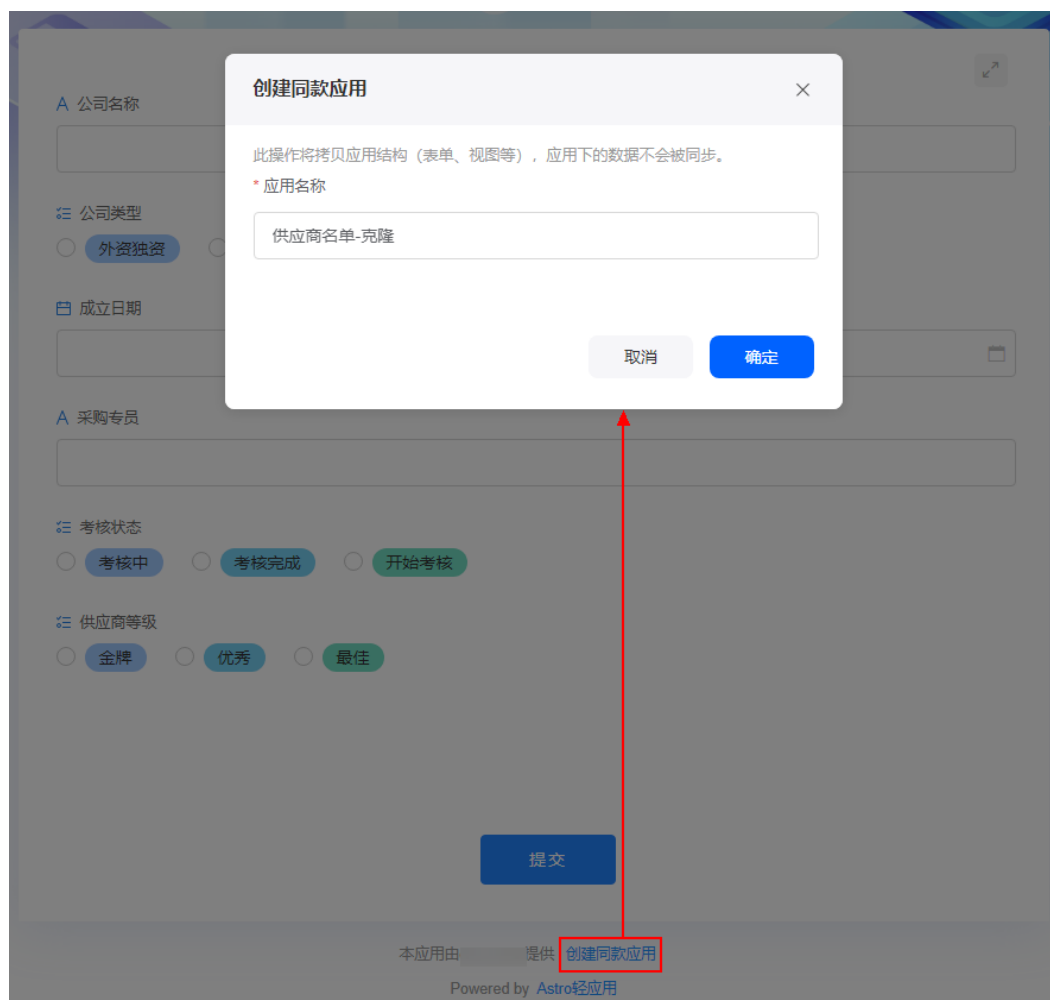 创建同款应用
此操作将拷贝应用结构（表单、视图等），应用下的数据不会被同步。
* 应用名称
供应商名单-克隆
取消 确定
A 公司名称
公司类型
外资独资
成立日期
A 采购专员
考核状态
考核中 考核完成 开始考核
供应商等级
金牌 优秀 最佳
提交
本应用由 提供 创建同款应用
Powered by Astro轻应用